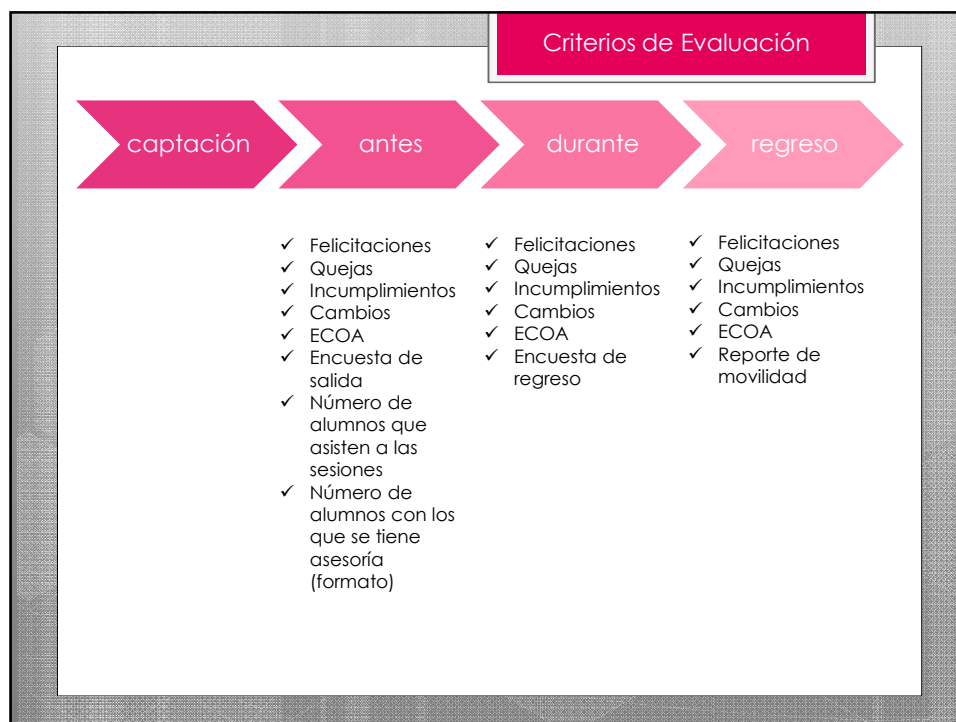 Criterios de Evaluación
captación
antes
durante
regreso
✓ Felicitaciones
✓ Quejas
✓ Incumplimientos
✓ Cambios
✓ ECOA
✓ Encuesta de
salida
✓ Número de
alumnos que
asisten a las
sesiones
✓ Número de
alumnos con los
que se tiene
asesoría
(formato)
✓ Felicitaciones
✓ Quejas
✓ Incumplimientos
✓ Cambios
✓ ECOA
✓ Encuesta de
regreso
✓ Felicitaciones
✓ Quejas
✓ Incumplimientos
✓ Cambios
✓ ECOA
✓ Reporte de
movilidad